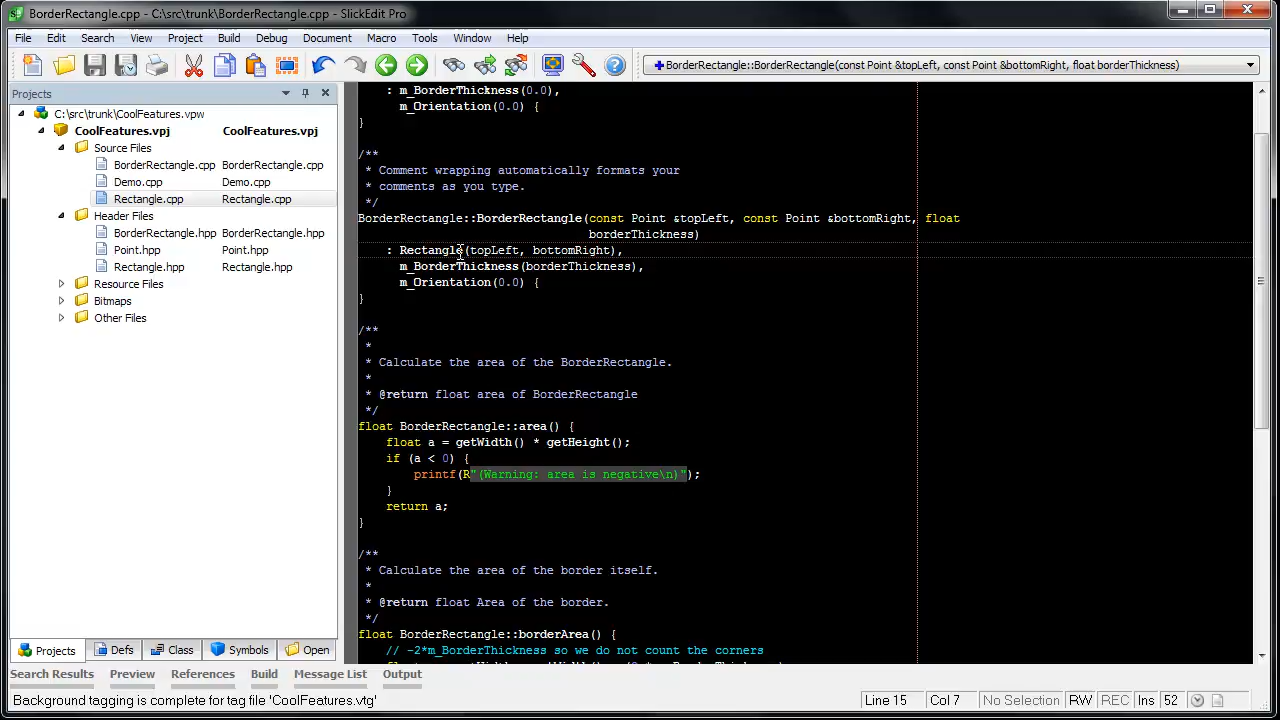 BorderRectangle.cpp - C:\src\trunk\BorderRectangle.cpp - SlickEdit Pro
File Edit Search View Project Build Debug Document Macro Tools Window Help
BorderRectangle::BorderRectangle(const Point &topLeft, const Point &bottomRight, float borderThickness)
Projects
C:\src\trunk\CoolFeatures.vpw
CoolFeatures.vpj CoolFeatures.vpj
Source Files
BorderRectangle.cpp BorderRectangle.cpp
Demo.cpp Demo.cpp
Rectangle.cpp Rectangle.cpp
Header Files
BorderRectangle.hpp BorderRectangle.hpp
Point.hpp Point.hpp
Rectangle.hpp Rectangle.hpp
Resource Files
Bitmaps
Other Files
Projects Defs Class Symbols Open
: m_BorderThickness(0.0),
m_Orientation(0.0) {
}
/**
* Comment wrapping automatically formats your
* comments as you type.
*/
BorderRectangle::BorderRectangle(const Point &topLeft, const Point &bottomRight, float
borderThickness)
: Rectangle(topLeft, bottomRight),
m_BorderThickness(borderThickness),
m_Orientation(0.0) {
}
/**
*
* Calculate the area of the BorderRectangle.
*
* @return float area of BorderRectangle
*/
float BorderRectangle::area() {
float a = getWidth() * getHeight();
if (a < 0) {
printf(R"(Warning: area is negative\n)");
}
return a;
}
/**
* Calculate the area of the border itself.
*
* @return float Area of the border.
*/
float BorderRectangle::borderArea() {
// -2*m_BorderThickness so we do not count the corners
Search Results Preview References Build Message List Output
Background tagging is complete for tag file 'CoolFeatures.vtg' Line 15 Col 7 No Selection RW REC Ins 52